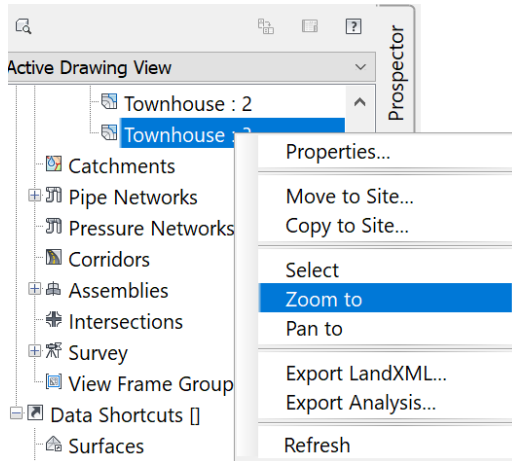 Active Drawing View
Prospector
Townhouse : 2
Townhouse :
Catchments
Pipe Networks
Pressure Networks
Corridors
Assemblies
Intersections
Survey
View Frame Group
Data Shortcuts []
Surfaces
Properties...
Move to Site...
Copy to Site...
Select
Zoom to
Pan to
Export LandXML...
Export Analysis...
Refresh